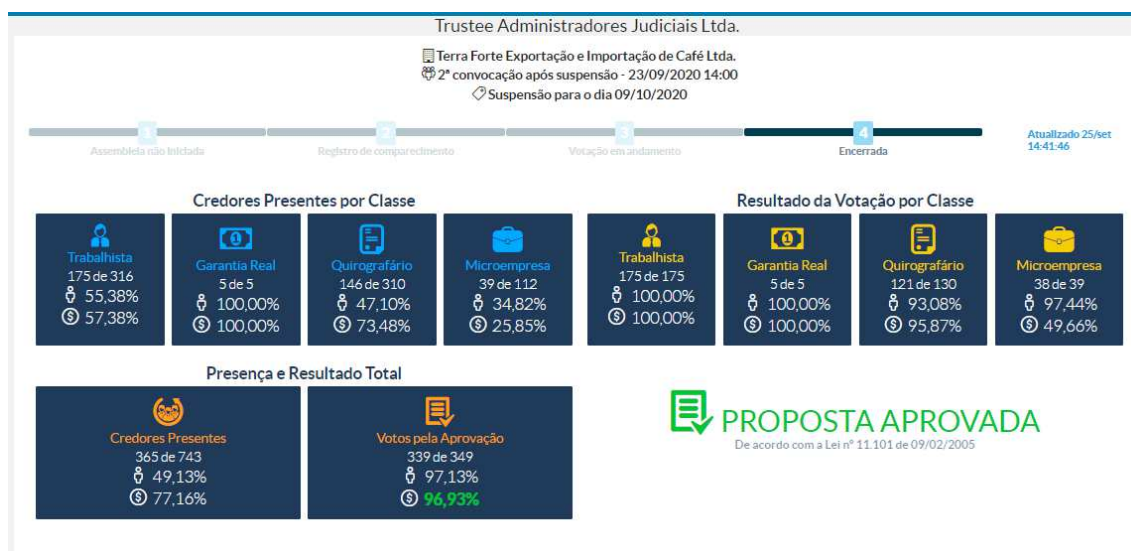 Trustee Administradores Judiciais Ltda.
Terra Forte Exportação e Importação de Café Ltda.
2ª convocação após suspensão - 23/09/2020 14:00
Suspensão para o dia 09/10/2020
1
Assembleia não Iniciada
2
Registro de comparecimento
3
Votação em andamento
4
Encerrada
Atualizado 25/set
14:41:46
Credores Presentes por Classe
Trabalhista
175 de 316
55,38%
57,38%
Garantia Real
5 de 5
100,00%
100,00%
Quirografário
146 de 310
47,10%
73,48%
Microempresa
39 de 112
34,82%
25,85%
Resultado da Votação por Classe
Trabalhista
175 de 175
100,00%
100,00%
Garantia Real
5 de 5
100,00%
100,00%
Quirografário
121 de 130
93,08%
95,87%
Microempresa
38 de 39
97,44%
49,66%
Presença e Resultado Total
Credores Presentes
365 de 743
49,13%
77,16%
Votos pela Aprovação
339 de 349
97,13%
96,93%
PROPOSTA APROVADA
De acordo com a Lei nº 11.101 de 09/02/2005